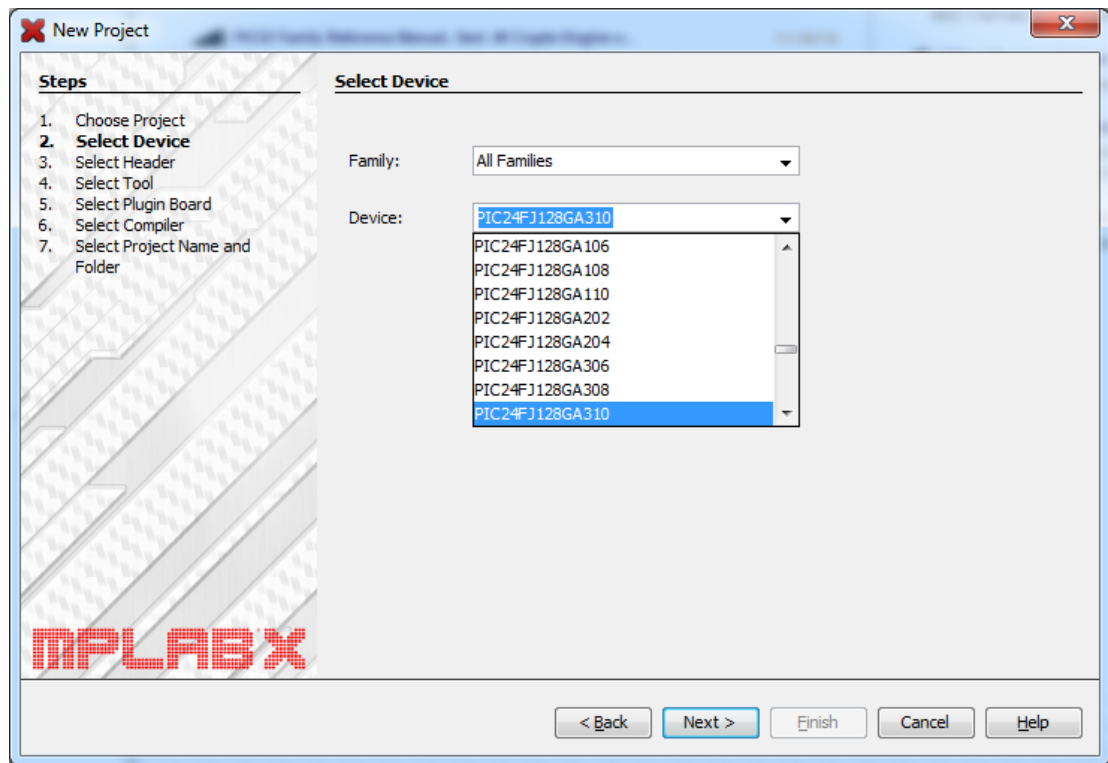 New Project
Steps
1. Choose Project
2. Select Device
3. Select Header
4. Select Tool
5. Select Plugin Board
6. Select Compiler
7. Select Project Name and
Folder
MPLAB X
Select Device
Family: All Families
Device: PIC24FJ128GA310
PIC24FJ128GA106
PIC24FJ128GA108
PIC24FJ128GA110
PIC24FJ128GA202
PIC24FJ128GA204
PIC24FJ128GA306
PIC24FJ128GA308
PIC24FJ128GA310
< Back Next > Finish Cancel Help